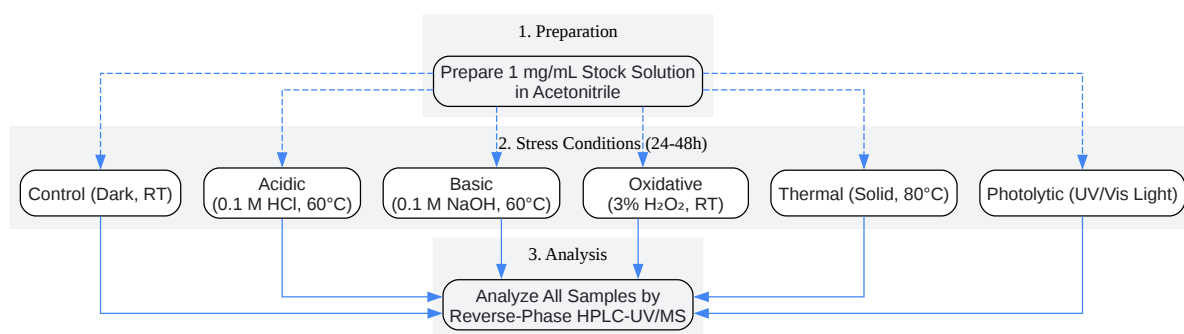 1. Preparation
Prepare 1 mg/mL Stock Solution
in Acetonitrile
2. Stress Conditions (24-48h)
Control (Dark, RT)
Acidic
(0.1 M HCl, 60°C)
Basic
(0.1 M NaOH, 60°C)
Oxidative
(3% H₂O₂, RT)
Thermal (Solid, 80°C)
Photolytic (UV/Vis Light)
3. Analysis
Analyze All Samples by
Reverse-Phase HPLC-UV/MS